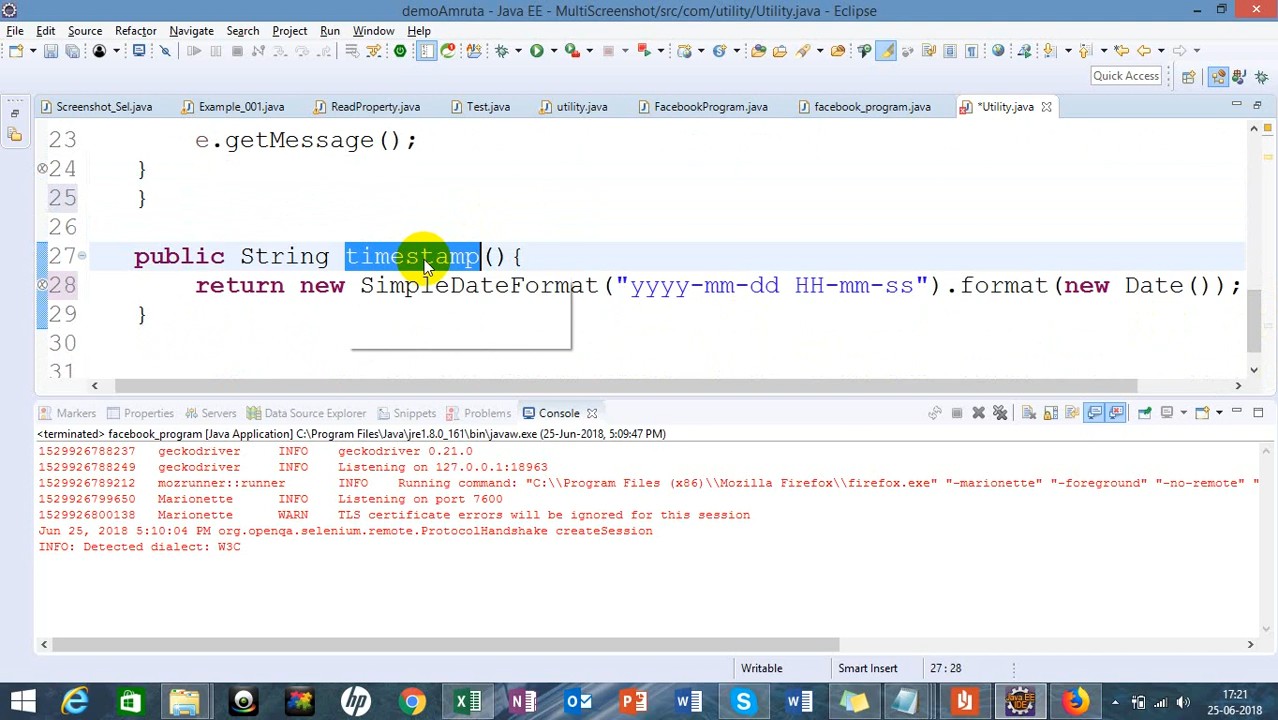 demoAmruta - Java EE - MultiScreenshot/src/com/utility/Utility.java - Eclipse
File Edit Source Refactor Navigate Search Project Run Window Help
Quick Access
Screenshot_Sel.java Example_001.java ReadProperty.java Test.java utility.java FacebookProgram.java facebook_program.java *Utility.java
23 e.getMessage();
24 }
25 }
26
27 public String timestamp(){
28 return new SimpleDateFormat("yyyy-mm-dd HH-mm-ss").format(new Date());
29 }
30
31
Markers Properties Servers Data Source Explorer Snippets Problems Console
<terminated> facebook_program [Java Application] C:\Program Files\Java\jre1.8.0_161\bin\javaw.exe (25-Jun-2018, 5:09:47 PM)
1529926788237 geckodriver INFO geckodriver 0.21.0
1529926788249 geckodriver INFO Listening on 127.0.0.1:18963
1529926789212 mozrunner::runner INFO Running command: "C:\\Program Files (x86)\\Mozilla Firefox\\firefox.exe" "-marionette" "-foreground" "-no-remote" "
1529926799650 Marionette INFO Listening on port 7600
1529926800138 Marionette WARN TLS certificate errors will be ignored for this session
Jun 25, 2018 5:10:04 PM org.openqa.selenium.remote.ProtocolHandshake createSession
INFO: Detected dialect: W3C
Writable Smart Insert 27 : 28
17:21
25-06-2018